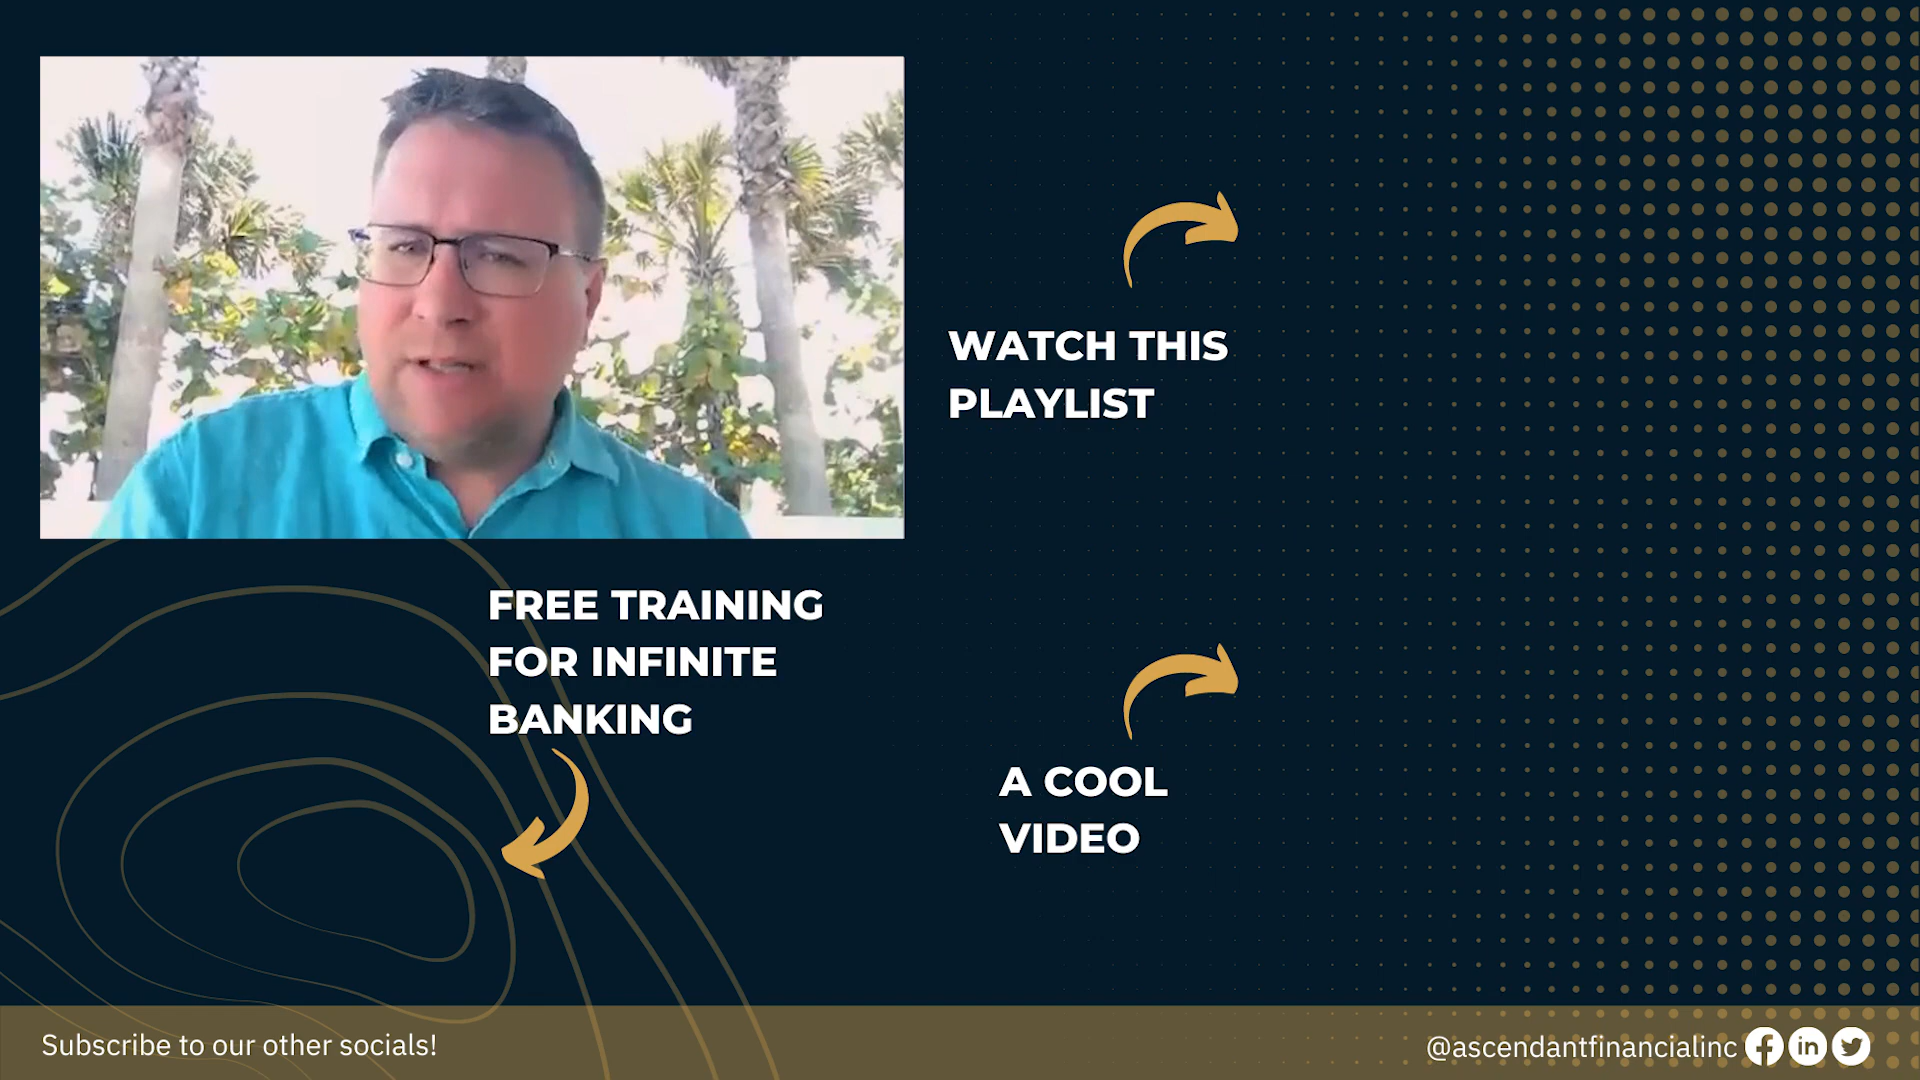 WATCH THIS
PLAYLIST
FREE TRAINING
FOR INFINITE
BANKING
A COOL
VIDEO
Subscribe to our other socials!
@ascendantfinancialinc